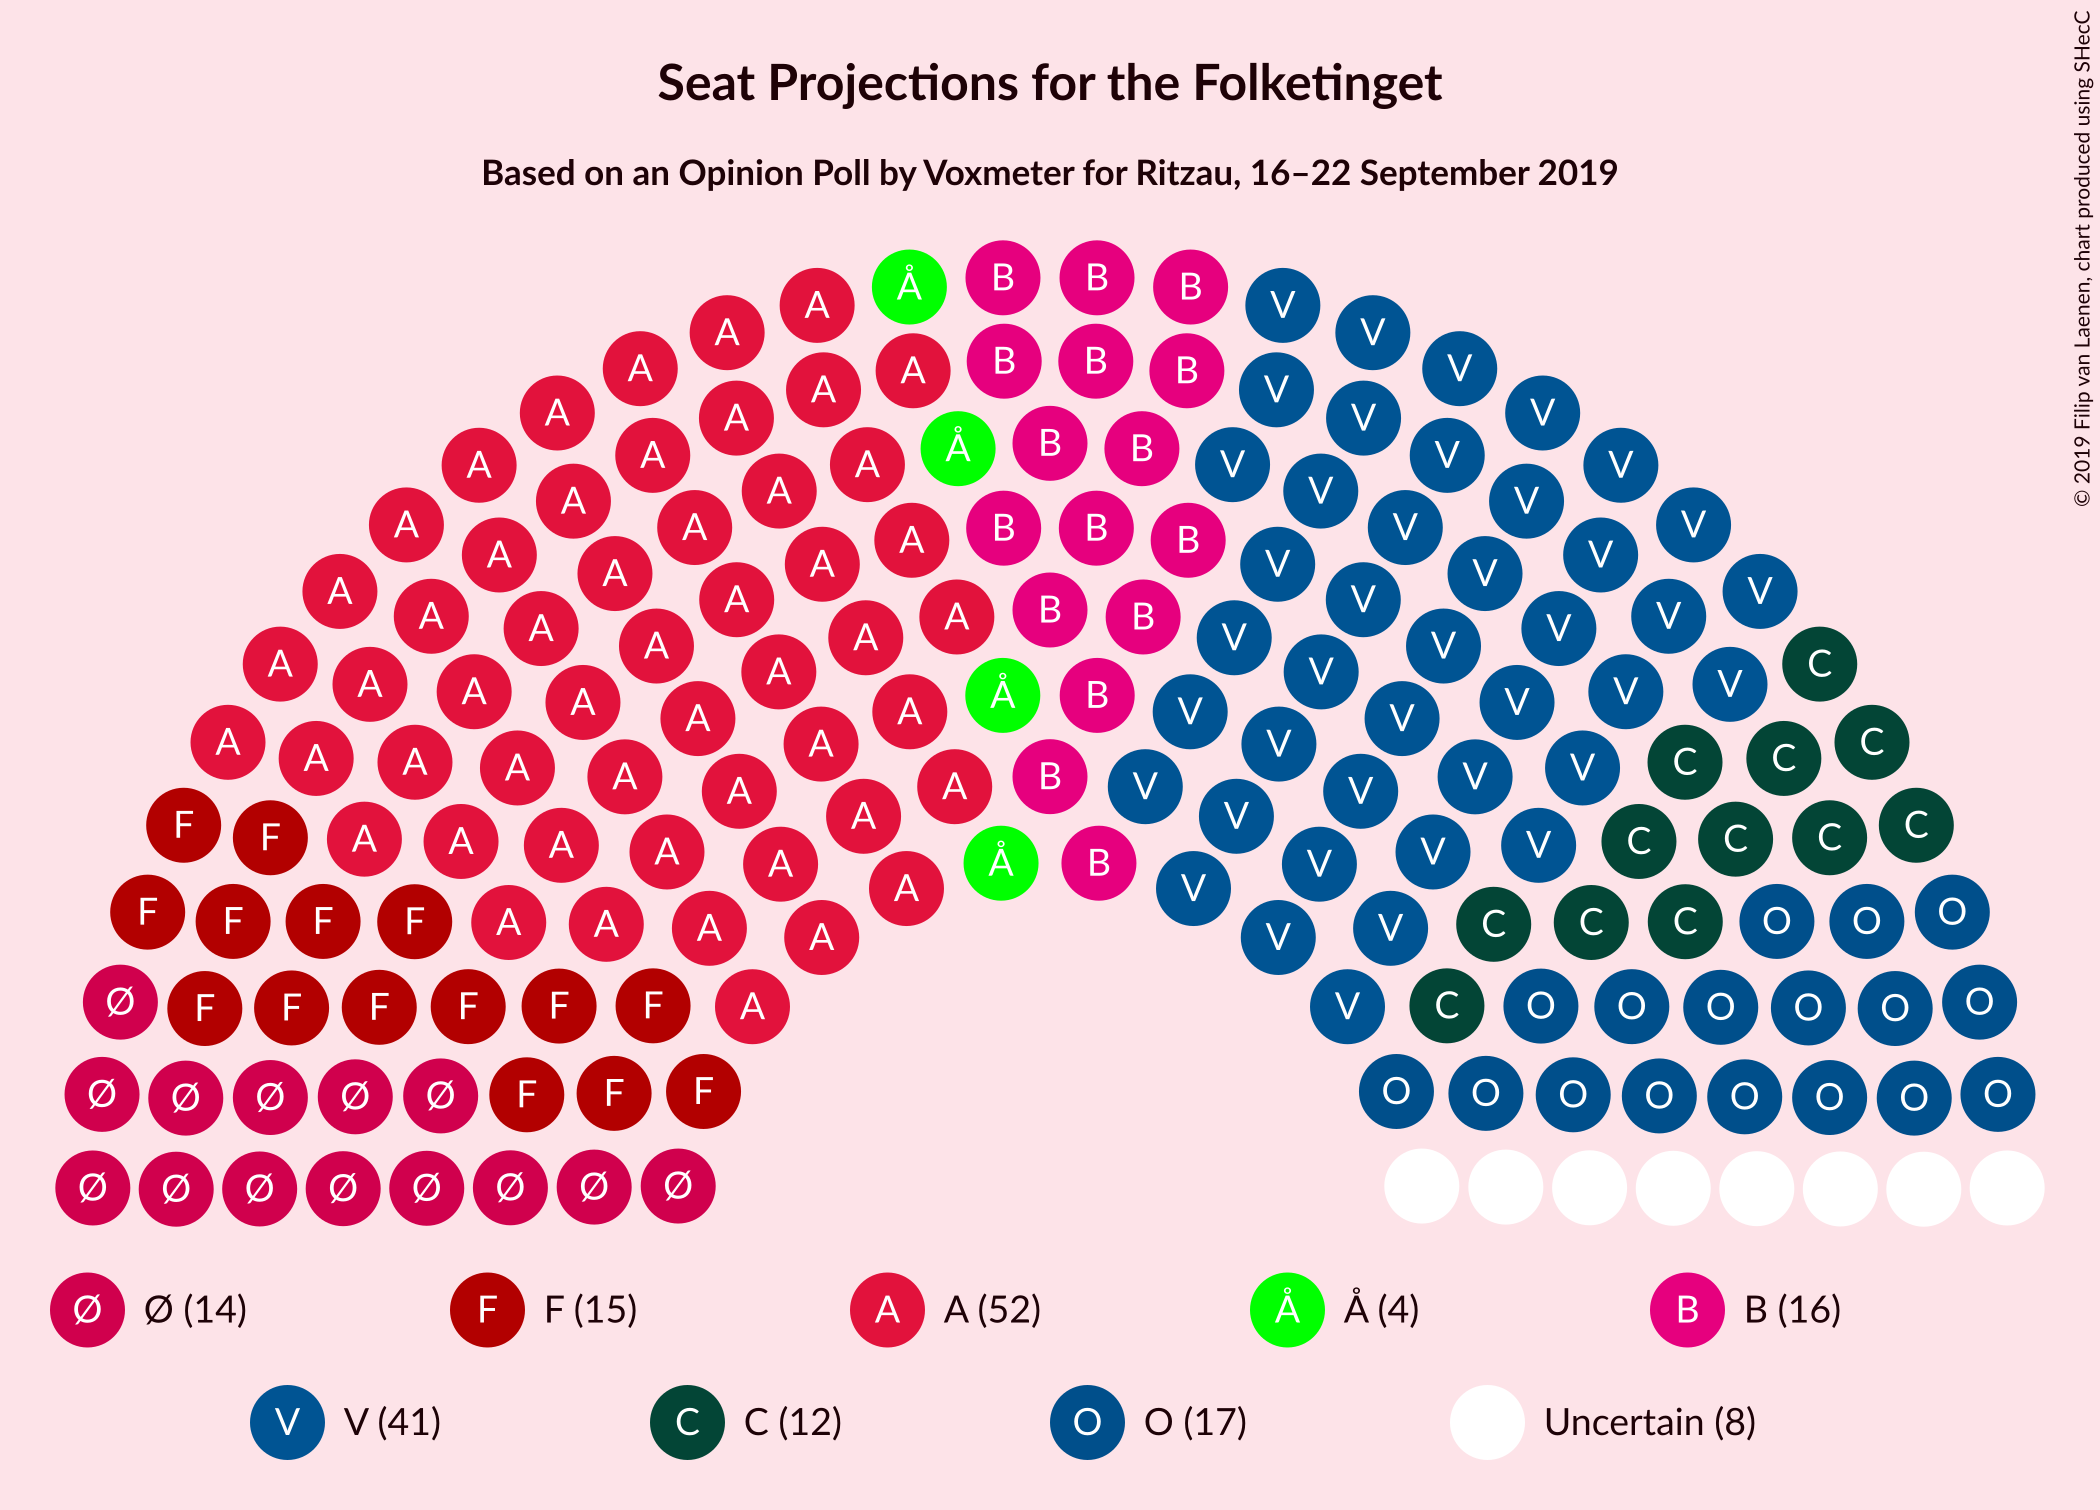 Seat Projections for the Folketinget
Based on an Opinion Poll by Voxmeter for Ritzau, 16–22 September 2019
© 2019 Filip van Laenen, chart produced using SHecC
Å B B B
A V
A V
A A B B B V V
A A V V
A Å B B V
A A A V V V
A A V V
A A A B B B V V V
A A V V
A A A B B V V V
A A A V V V
A A A Å B V V V C
A A A A V V V V
A A A A A B V V V V C C C
A A V V
F F A A A A A A Å B V V V V C C C C
F F F F A A A A V V C C C O O O
Ø F F F F F F A V C O O O O O O
Ø Ø Ø Ø Ø F F F O O O O O O O O
Ø Ø Ø Ø Ø Ø Ø Ø
Ø Ø (14) F F (15) A A (52) Å Å (4) B B (16)
V V (41) C C (12) O O (17) Uncertain (8)